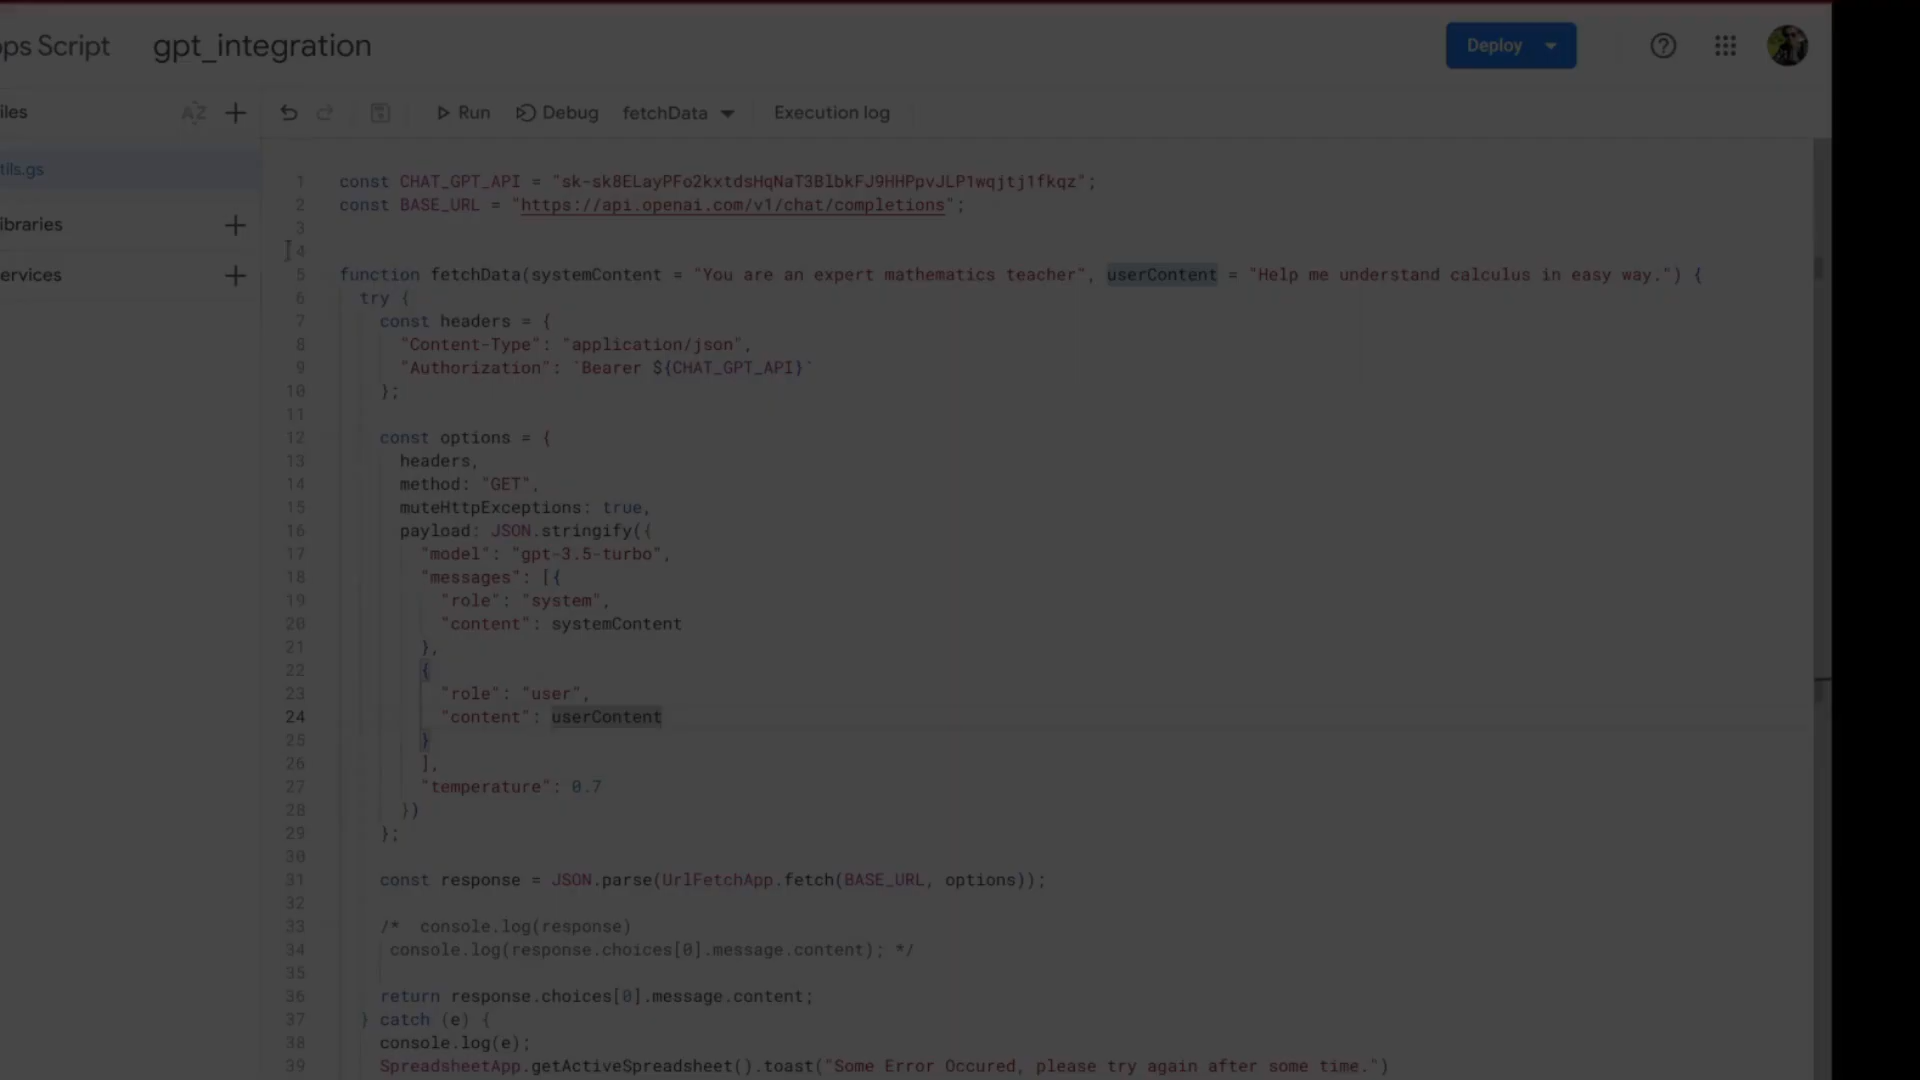 ps Script gpt_integration Deploy
iles AZ Run Debug fetchData Execution log
tils.gs
ibraries
ervices
1 const CHAT_GPT_API = "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";
2 const BASE_URL = "https://api.openai.com/v1/chat/completions";
3
4
5 function fetchData(systemContent = "You are an expert mathematics teacher", userContent = "Help me understand calculus in easy way.") {
6 try {
7 const headers = {
8 "Content-Type": "application/json",
9 "Authorization": `Bearer ${CHAT_GPT_API}`
10 };
11
12 const options = {
13 headers,
14 method: "GET",
15 muteHttpExceptions: true,
16 payload: JSON.stringify({
17 "model": "gpt-3.5-turbo",
18 "messages": [{
19 "role": "system",
20 "content": systemContent
21 },
22 {
23 "role": "user",
24 "content": userContent
25 }
26 ],
27 "temperature": 0.7
28 })
29 };
30
31 const response = JSON.parse(UrlFetchApp.fetch(BASE_URL, options));
32
33 /* console.log(response)
34 console.log(response.choices[0].message.content); */
35
36 return response.choices[0].message.content;
37 } catch (e) {
38 console.log(e);
39 SpreadsheetApp.getActiveSpreadsheet().toast("Some Error Occured, please try again after some time.")